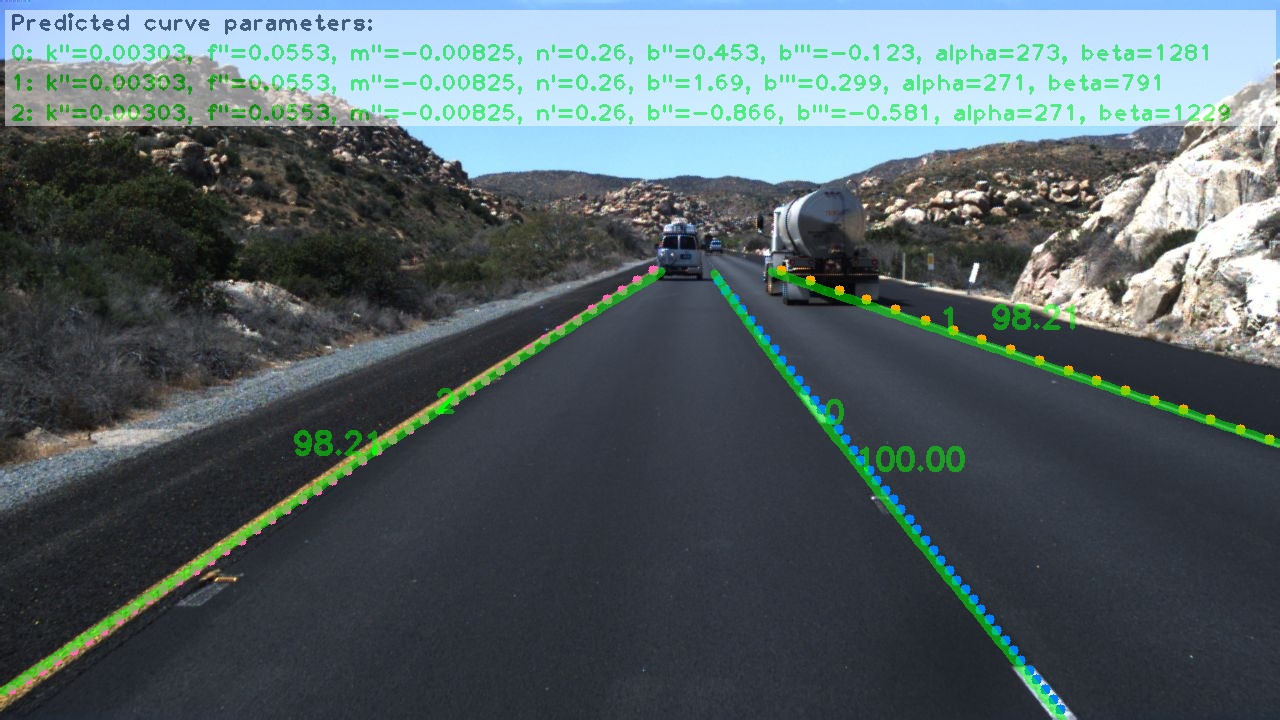 Predicted curve parameters:
0: k''=0.00303, f''=0.0553, m''=-0.00825, n'=0.26, b''=0.453, b'''=-0.123, alpha=273, beta=1281
1: k''=0.00303, f''=0.0553, m''=-0.00825, n'=0.26, b''=1.69, b'''=0.299, alpha=271, beta=791
2: k''=0.00303, f''=0.0553, m''=-0.00825, n'=0.26, b''=-0.866, b'''=-0.581, alpha=271, beta=1229
1 98.21
2
0
98.21
100.00